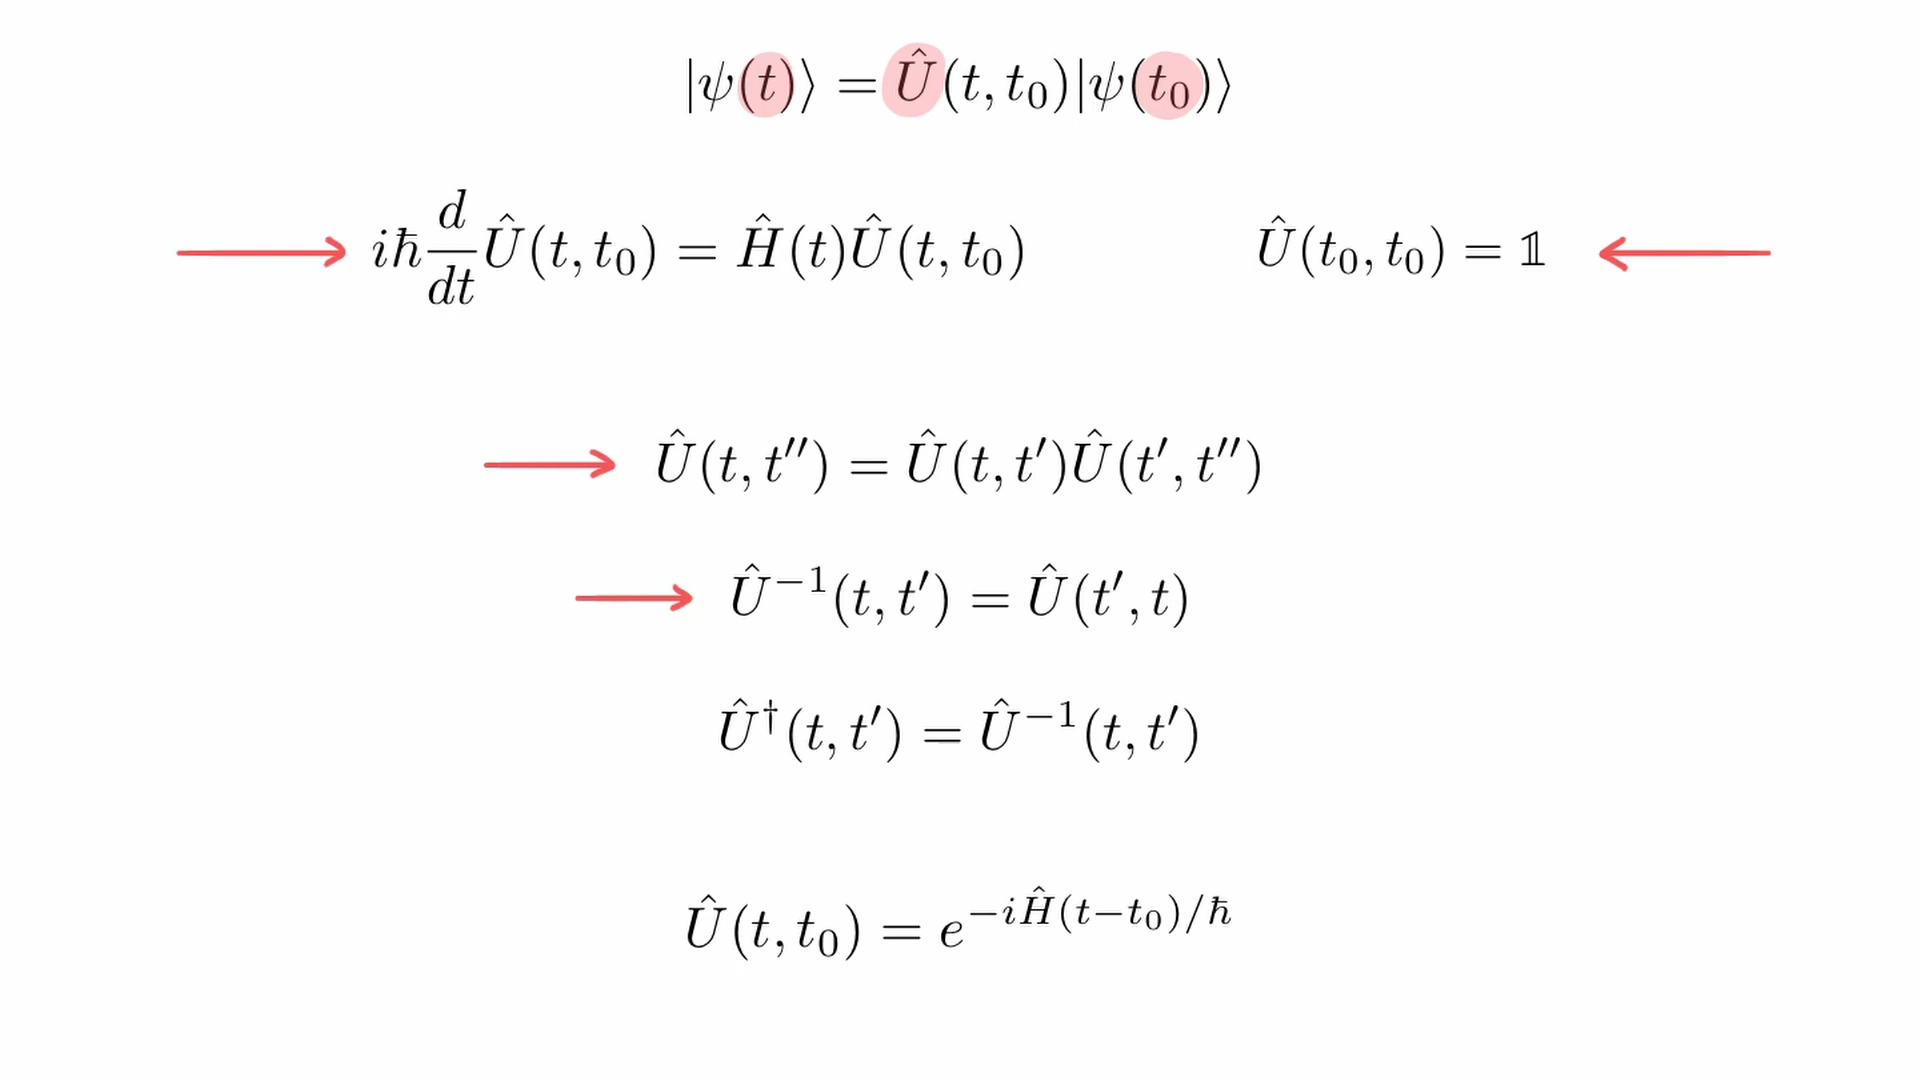 |ψ(t)⟩ = Û(t, t₀)|ψ(t₀)⟩
iħ d/dt Û(t, t₀) = Ĥ(t)Û(t, t₀) Û(t₀, t₀) = 𝟙
Û(t, t″) = Û(t, t′)Û(t′, t″)
Û⁻¹(t, t′) = Û(t′, t)
Û†(t, t′) = Û⁻¹(t, t′)
Û(t, t₀) = e^{−iĤ(t−t₀)/ħ}